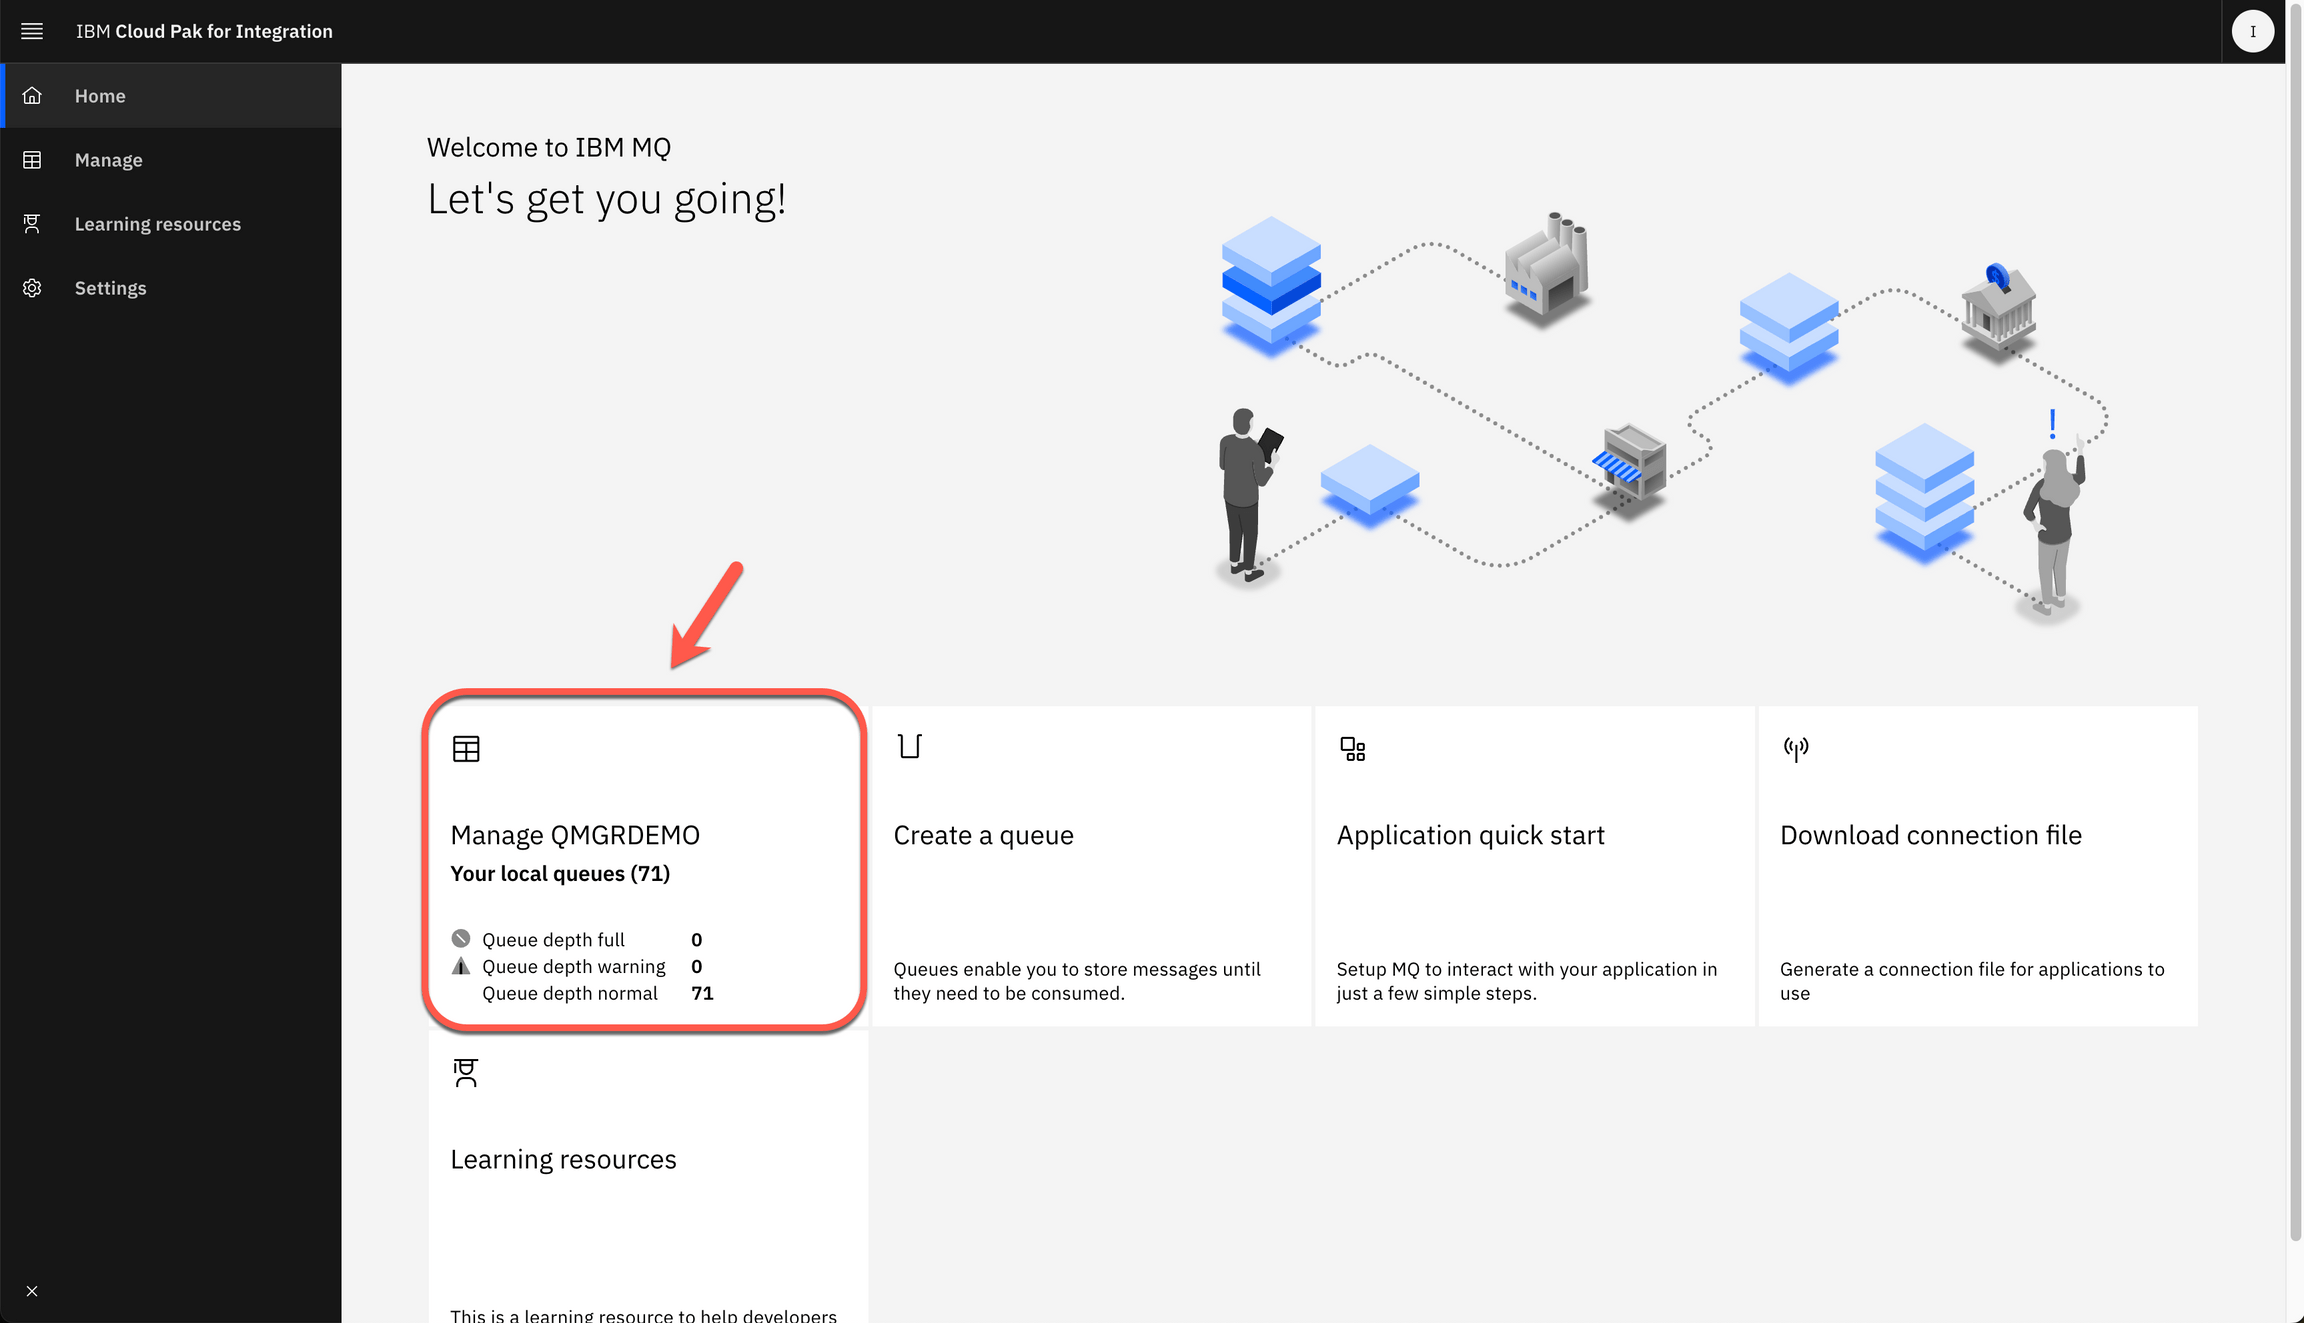 IBM Cloud Pak for Integration
I
Home
Manage
Learning resources
Settings
Welcome to IBM MQ
Let's get you going!
!
Manage QMGRDEMO
Your local queues (71)
Queue depth full 0
Queue depth warning 0
Queue depth normal 71
Create a queue
Queues enable you to store messages until
they need to be consumed.
Application quick start
Setup MQ to interact with your application in
just a few simple steps.
Download connection file
Generate a connection file for applications to
use
Learning resources
This is a learning resource to help developers